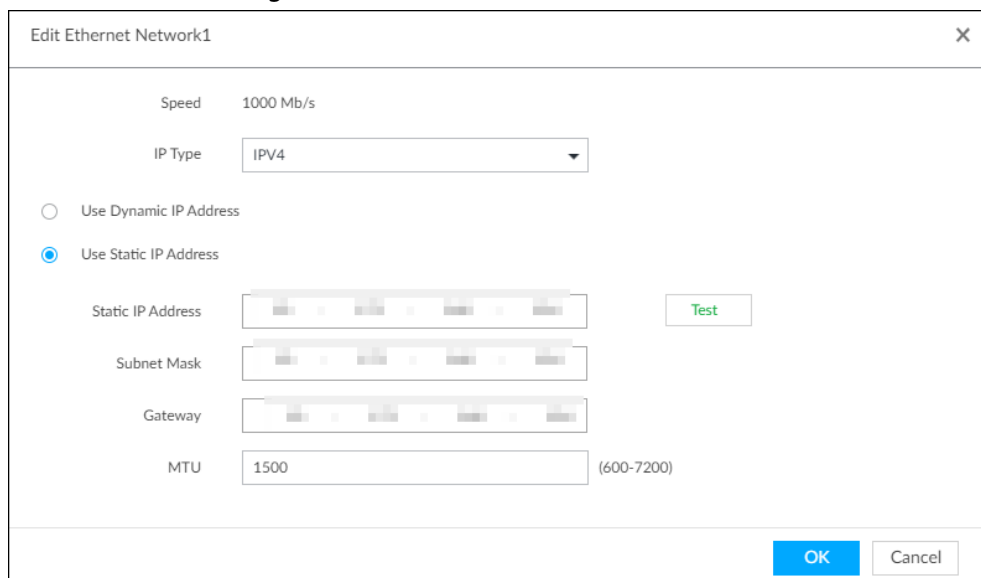 Edit Ethernet Network1
Speed 1000 Mb/s
IP Type IPV4
Use Dynamic IP Address
Use Static IP Address
Static IP Address Test
Subnet Mask
Gateway
MTU 1500 (600-7200)
OK Cancel